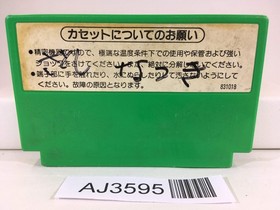 カセットについてのお願い
●精密機器ですので、極端な温度条件下での使用や保管および強い
ショックをさけてください。また、絶対に分解しないでください。
●端子部に手を触れたり、水にぬらしたりして汚さないようにして
ください。故障の原因となります。
831018
なつき
AJ3595